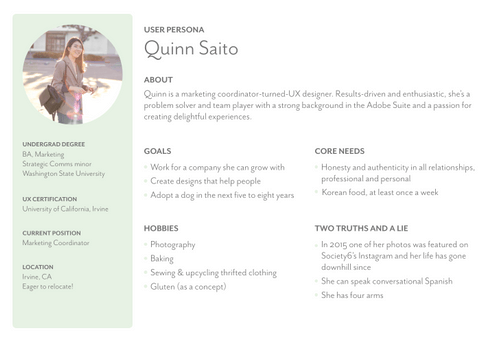 USER PERSONA
Quinn Saito
ABOUT
Quinn is a marketing coordinator-turned-UX designer. Results-driven and enthusiastic, she's a
problem solver and team player with a strong background in the Adobe Suite and a passion for
creating delightful experiences.
UNDERGRAD DEGREE
BA, Marketing
Strategic Comms minor
Washington State University
UX CERTIFICATION
University of California, Irvine
CURRENT POSITION
Marketing Coordinator
LOCATION
Irvine, CA
Eager to relocate!
GOALS
Work for a company she can grow with
Create designs that help people
Adopt a dog in the next five to eight years
CORE NEEDS
Honesty and authenticity in all relationships,
professional and personal
Korean food, at least once a week
HOBBIES
Photography
Baking
Sewing & upcycling thrifted clothing
Gluten (as a concept)
TWO TRUTHS AND A LIE
In 2015 one of her photos was featured on
Society6's Instagram and her life has gone
downhill since
She can speak conversational Spanish
She has four arms